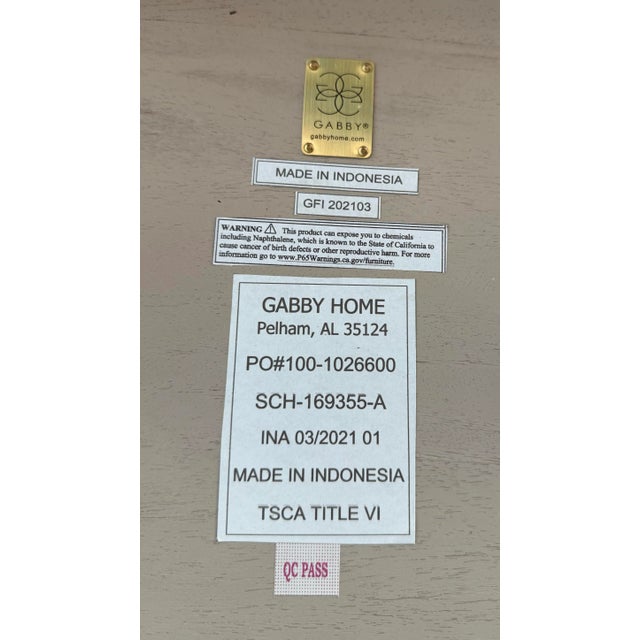 GABBY®
gabbyhome.com
MADE IN INDONESIA
GFI 202103
WARNING ⚠ This product can expose you to chemicals
including Naphthalene, which is known to the State of California to
cause cancer of birth defects or other reproductive harm. For more
information go to www.P65Warnings.ca.gov/furniture.
GABBY HOME
Pelham, AL 35124
PO#100-1026600
SCH-169355-A
INA 03/2021 01
MADE IN INDONESIA
TSCA TITLE VI
QC PASS